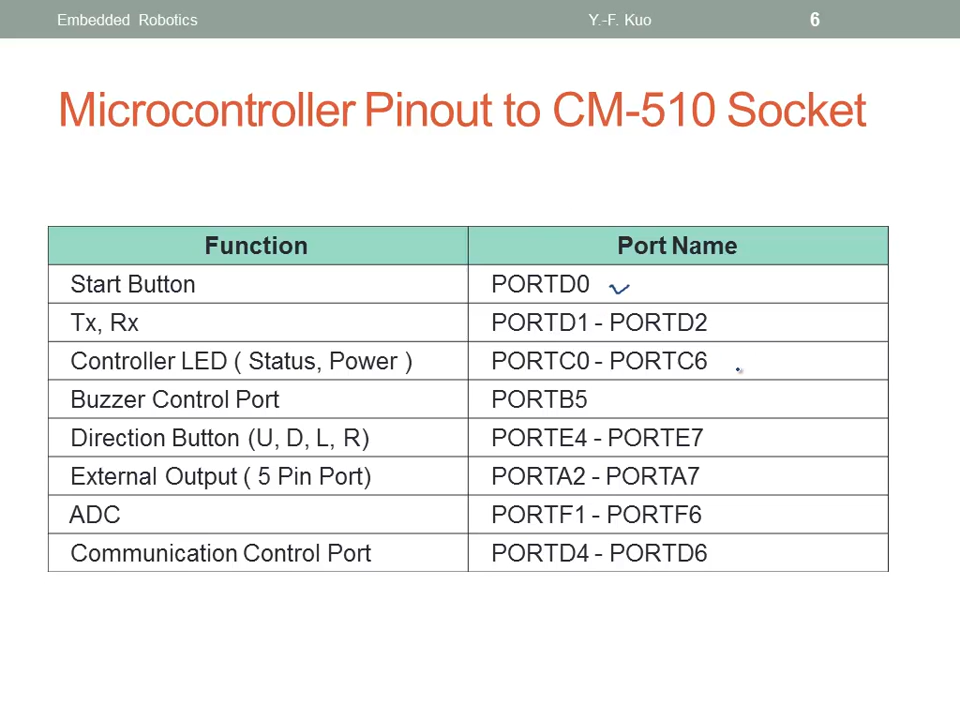 Embedded Robotics Y.-F. Kuo 6
Microcontroller Pinout to CM-510 Socket
Function Port Name
Start Button PORTD0
Tx, Rx PORTD1 - PORTD2
Controller LED ( Status, Power ) PORTC0 - PORTC6
Buzzer Control Port PORTB5
Direction Button (U, D, L, R) PORTE4 - PORTE7
External Output ( 5 Pin Port) PORTA2 - PORTA7
ADC PORTF1 - PORTF6
Communication Control Port PORTD4 - PORTD6